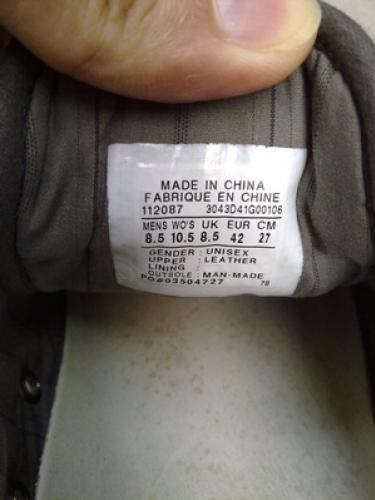 MADE IN CHINA
FABRIQUE EN CHINE
112087 3043D41G00106
MENS WO'S UK EUR CM
8.5 10.5 8.5 42 27
GENDER : UNISEX
UPPER : LEATHER
LINING :
OUTSOLE : MAN-MADE
PO#03504727 78